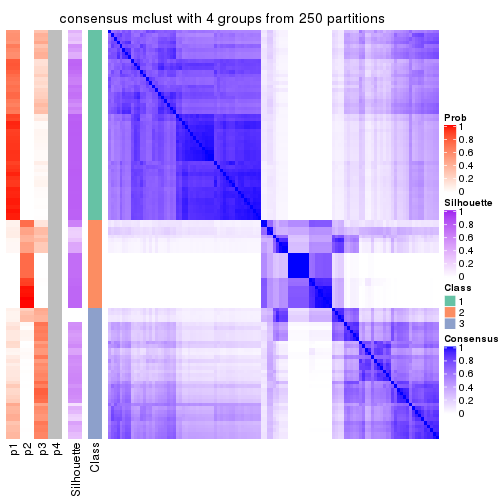 consensus mclust with 4 groups from 250 partitions
Prob
1
0.8
0.6
0.4
0.2
0
Silhouette
1
0.8
0.6
0.4
0.2
0
Class
1
2
3
Consensus
1
0.8
0.6
0.4
0.2
0
p1
p2
p3
p4
Silhouette
Class